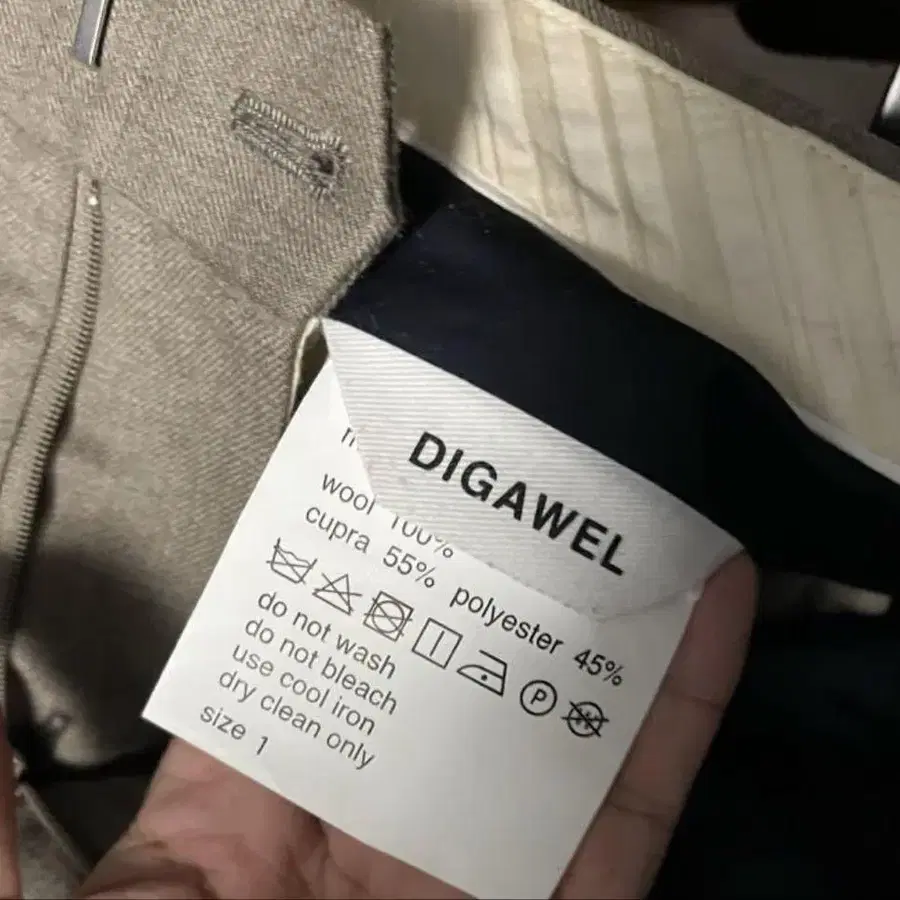 DIGAWEL
wool 100%
cupra 55% polyester 45%
P
do not wash
do not bleach
use cool iron
dry clean only
size 1